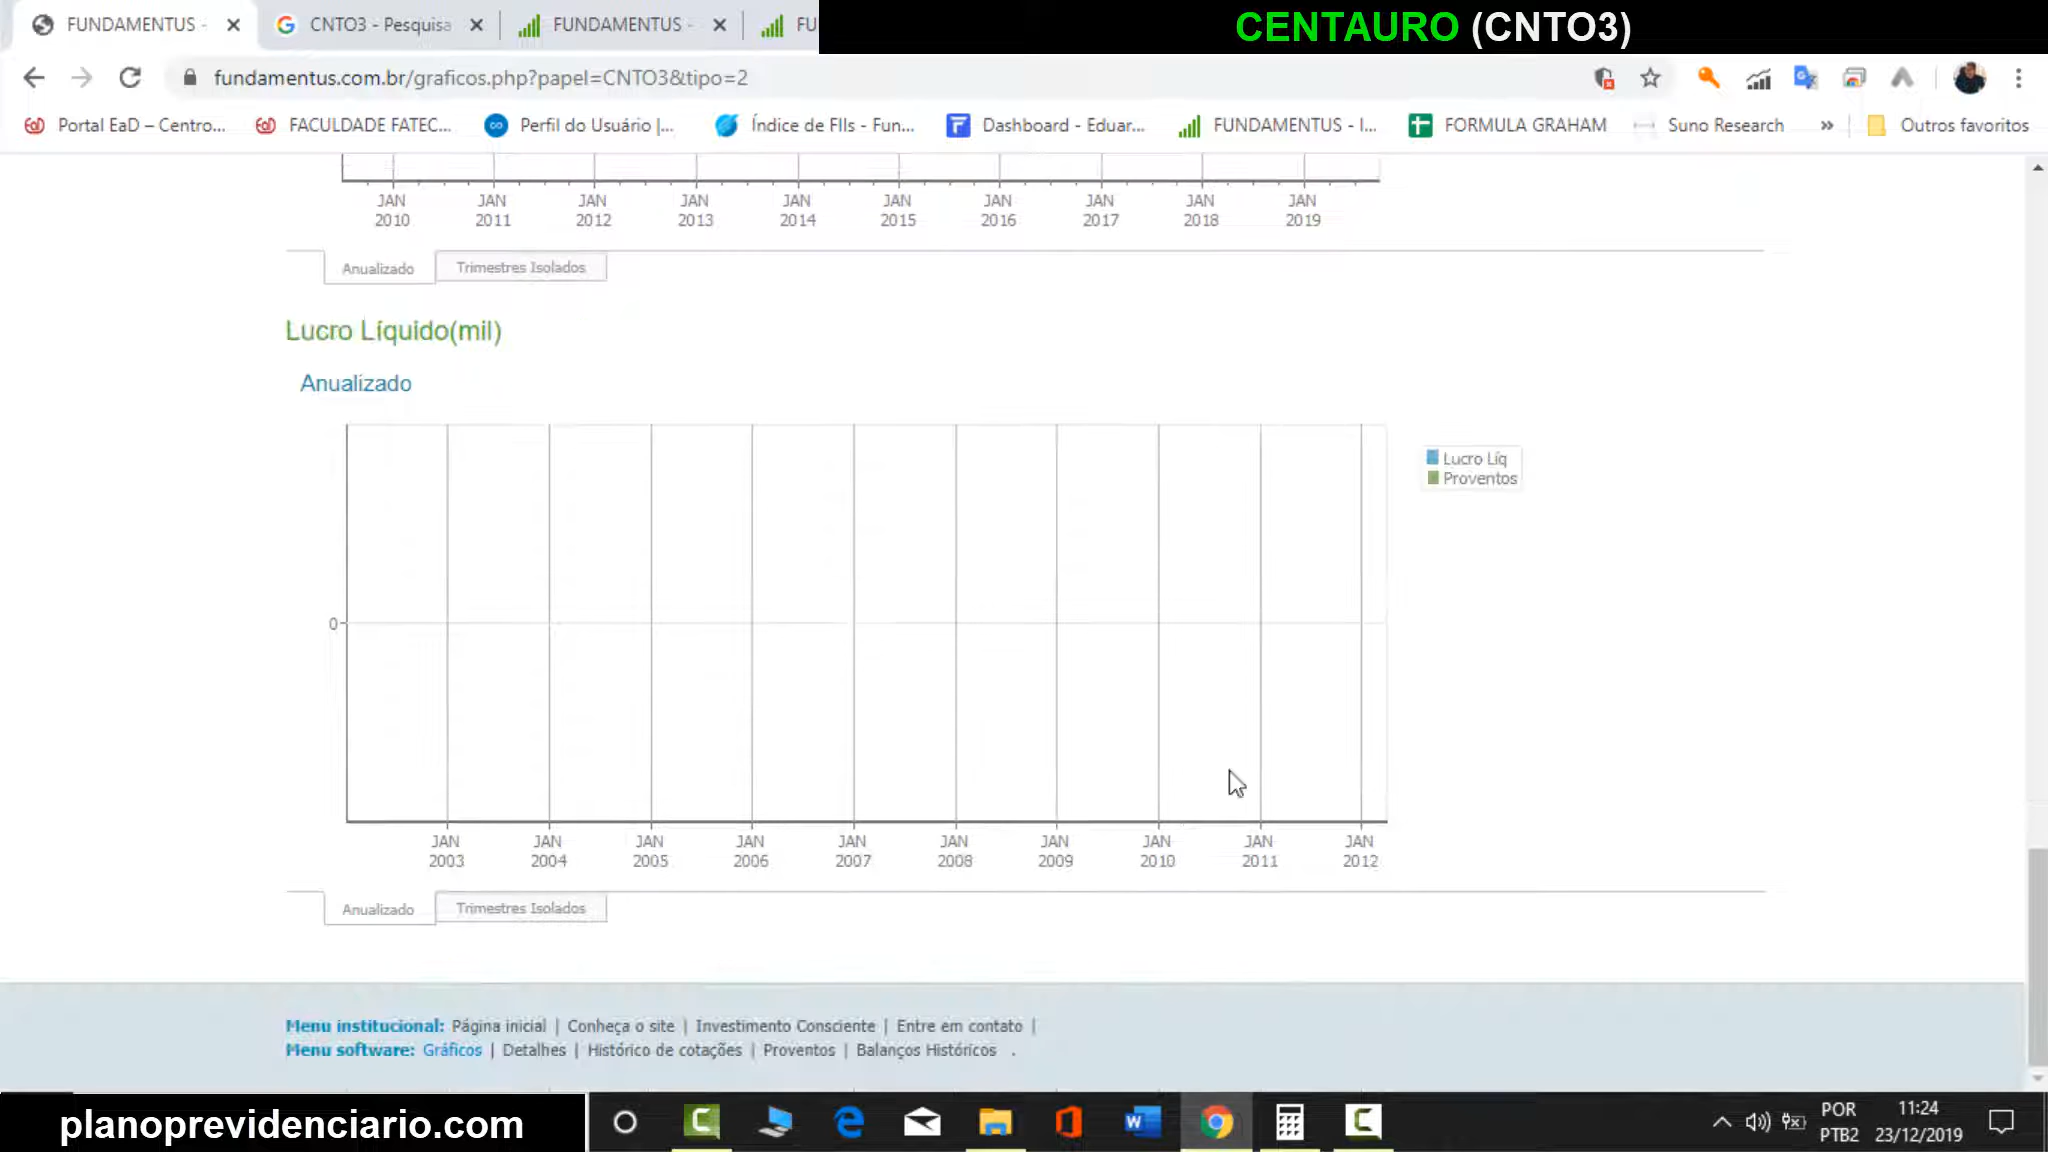 FUNDAMENTUS -
CNTO3 - Pesquisa
FUNDAMENTUS -
FU
CENTAURO (CNTO3)
fundamentus.com.br/graficos.php?papel=CNTO3&tipo=2
Portal EaD – Centro...
FACULDADE FATEC...
Perfil do Usuário |...
Índice de FIIs - Fun...
Dashboard - Eduar...
FUNDAMENTUS - I...
FORMULA GRAHAM
Suno Research
»
Outros favoritos
JAN 2010
JAN 2011
JAN 2012
JAN 2013
JAN 2014
JAN 2015
JAN 2016
JAN 2017
JAN 2018
JAN 2019
Anualizado
Trimestres Isolados
Lucro Líquido(mil)
Anualizado
Lucro Líq
Proventos
0
JAN 2003
JAN 2004
JAN 2005
JAN 2006
JAN 2007
JAN 2008
JAN 2009
JAN 2010
JAN 2011
JAN 2012
Anualizado
Trimestres Isolados
Menu institucional: Página inicial | Conheça o site | Investimento Consciente | Entre em contato |
Menu software: Gráficos | Detalhes | Histórico de cotações | Proventos | Balanços Históricos .
planoprevidenciario.com
POR
PTB2
11:24
23/12/2019